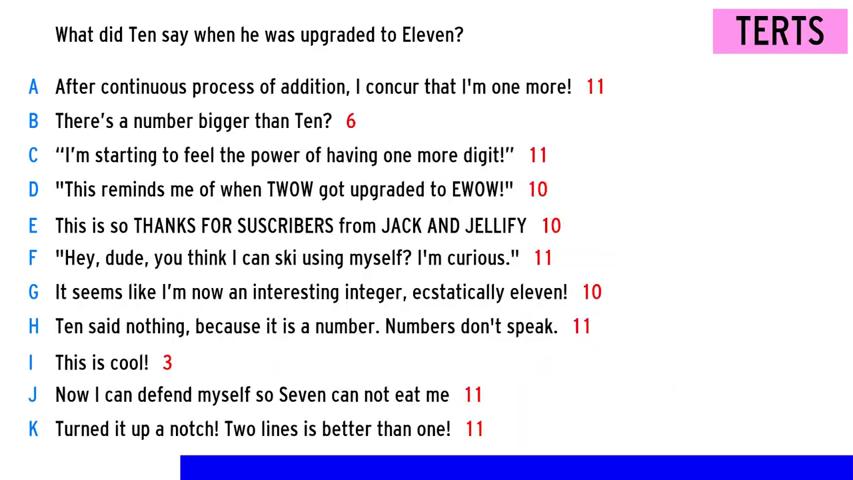 What did Ten say when he was upgraded to Eleven?
TERTS
A After continuous process of addition, I concur that I'm one more! 11
B There's a number bigger than Ten? 6
C “I'm starting to feel the power of having one more digit!” 11
D "This reminds me of when TWOW got upgraded to EWOW!" 10
E This is so THANKS FOR SUSCRIBERS from JACK AND JELLIFY 10
F "Hey, dude, you think I can ski using myself? I'm curious." 11
G It seems like I'm now an interesting integer, ecstatically eleven! 10
H Ten said nothing, because it is a number. Numbers don't speak. 11
I This is cool! 3
J Now I can defend myself so Seven can not eat me 11
K Turned it up a notch! Two lines is better than one! 11